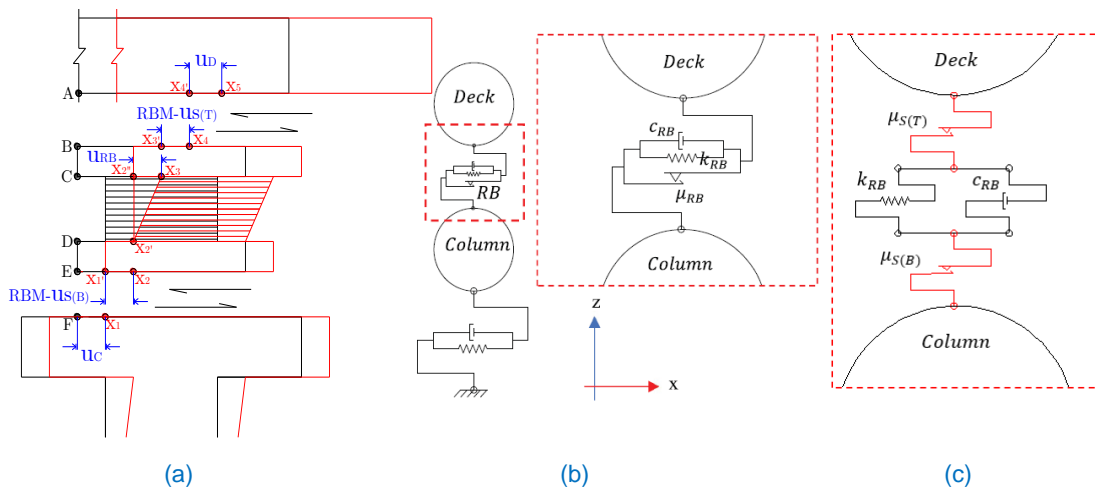 uD
A
x4'
x5
RBM-uS(T)
B
x3'
x4
uRB
C
x2"
x3
D
x2'
E
x1'
x2
RBM-uS(B)
F
x1
uC
(a)
Deck
RB
Column
Deck
cRB
kRB
μRB
Column
z
x
(b)
Deck
μS(T)
kRB
cRB
μS(B)
Column
(c)